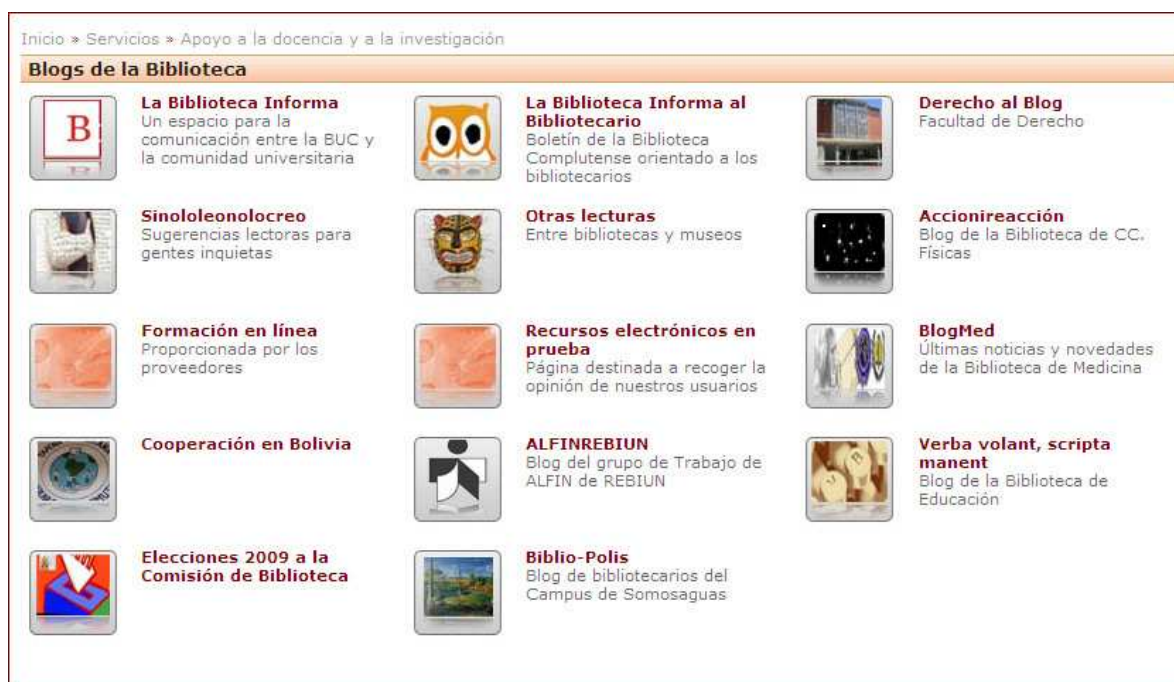 Inicio » Servicios » Apoyo a la docencia y a la investigación
Blogs de la Biblioteca
B
La Biblioteca Informa
Un espacio para la
comunicación entre la BUC y
la comunidad universitaria
La Biblioteca Informa al
Bibliotecario
Boletín de la Biblioteca
Complutense orientado a los
bibliotecarios
Derecho al Blog
Facultad de Derecho
Sinololeonolocreo
Sugerencias lectoras para
gentes inquietas
Otras lecturas
Entre bibliotecas y museos
Accionireacción
Blog de la Biblioteca de CC.
Físicas
Formación en línea
Proporcionada por los
proveedores
Recursos electrónicos en
prueba
Página destinada a recoger la
opinión de nuestros usuarios
BlogMed
Últimas noticias y novedades
de la Biblioteca de Medicina
Cooperación en Bolivia
ALFINREBIUN
Blog del grupo de Trabajo de
ALFIN de REBIUN
Verba volant, scripta
manent
Blog de la Biblioteca de
Educación
Elecciones 2009 a la
Comisión de Biblioteca
Biblio-Polis
Blog de bibliotecarios del
Campus de Somosaguas